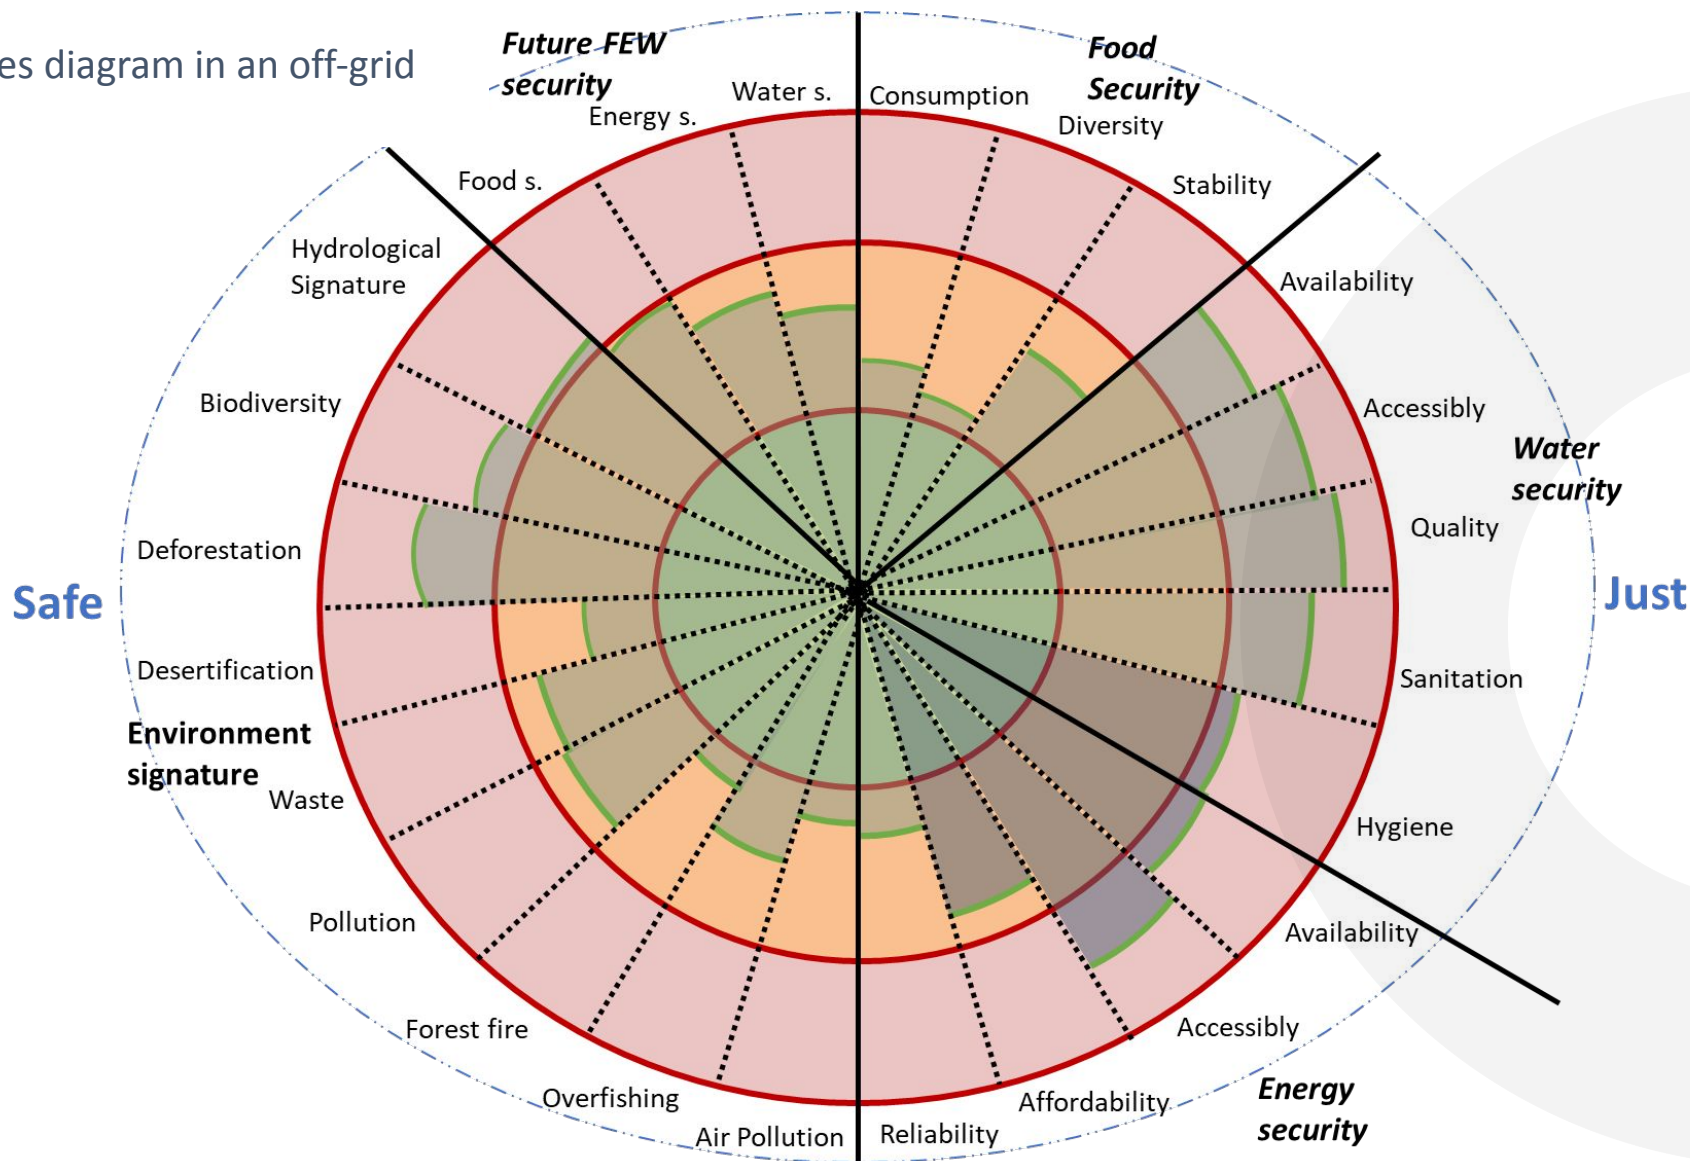 es diagram in an off-grid
Future FEW
security
Food
Security
Water s.
Consumption
Energy s.
Diversity
Food s.
Stability
Hydrological
Signature
Availability
Biodiversity
Accessibly
Water
security
Quality
Deforestation
Safe
Just
Desertification
Sanitation
Environment
signature
Waste
Hygiene
Pollution
Availability
Forest fire
Accessibly
Overfishing
Affordability
Energy
security
Air Pollution
Reliability